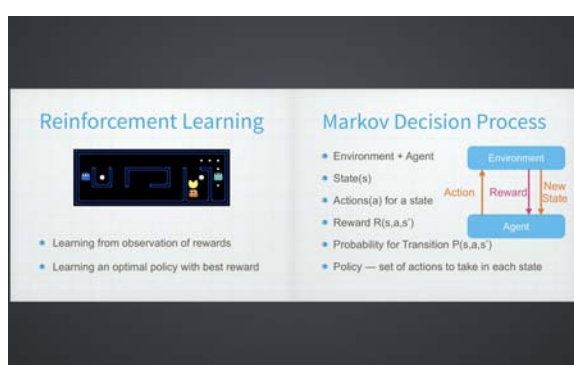 Reinforcement Learning
Learning from observation of rewards
Learning an optimal policy with best reward
Markov Decision Process
Environment + Agent
State(s)
Actions(a) for a state
Reward R(s,a,s')
Probability for Transition P(s,a,s')
Policy — set of actions to take in each state
Environment
Action
Reward
New
State
Agent